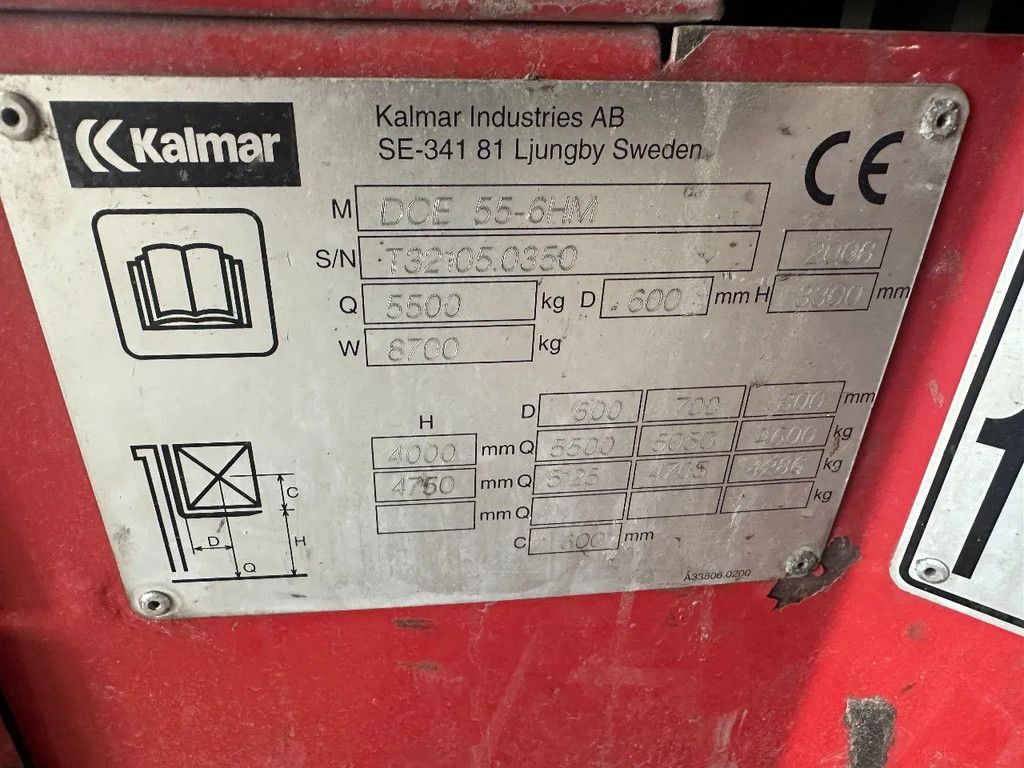 Kalmar
Kalmar Industries AB
SE-341 81 Ljungby Sweden
CE
M DCE 55-6HM
S/N T32105.0350
Q 5500 kg D 600 mm H 3300 mm
W 8700 kg
D 600 700 mm
H
4000 mm Q 5500 5050 4600 kg
4750 mm Q 5125 4705 kg
mm Q kg
C 600 mm
C
D
H
Q
A33806.0200
1